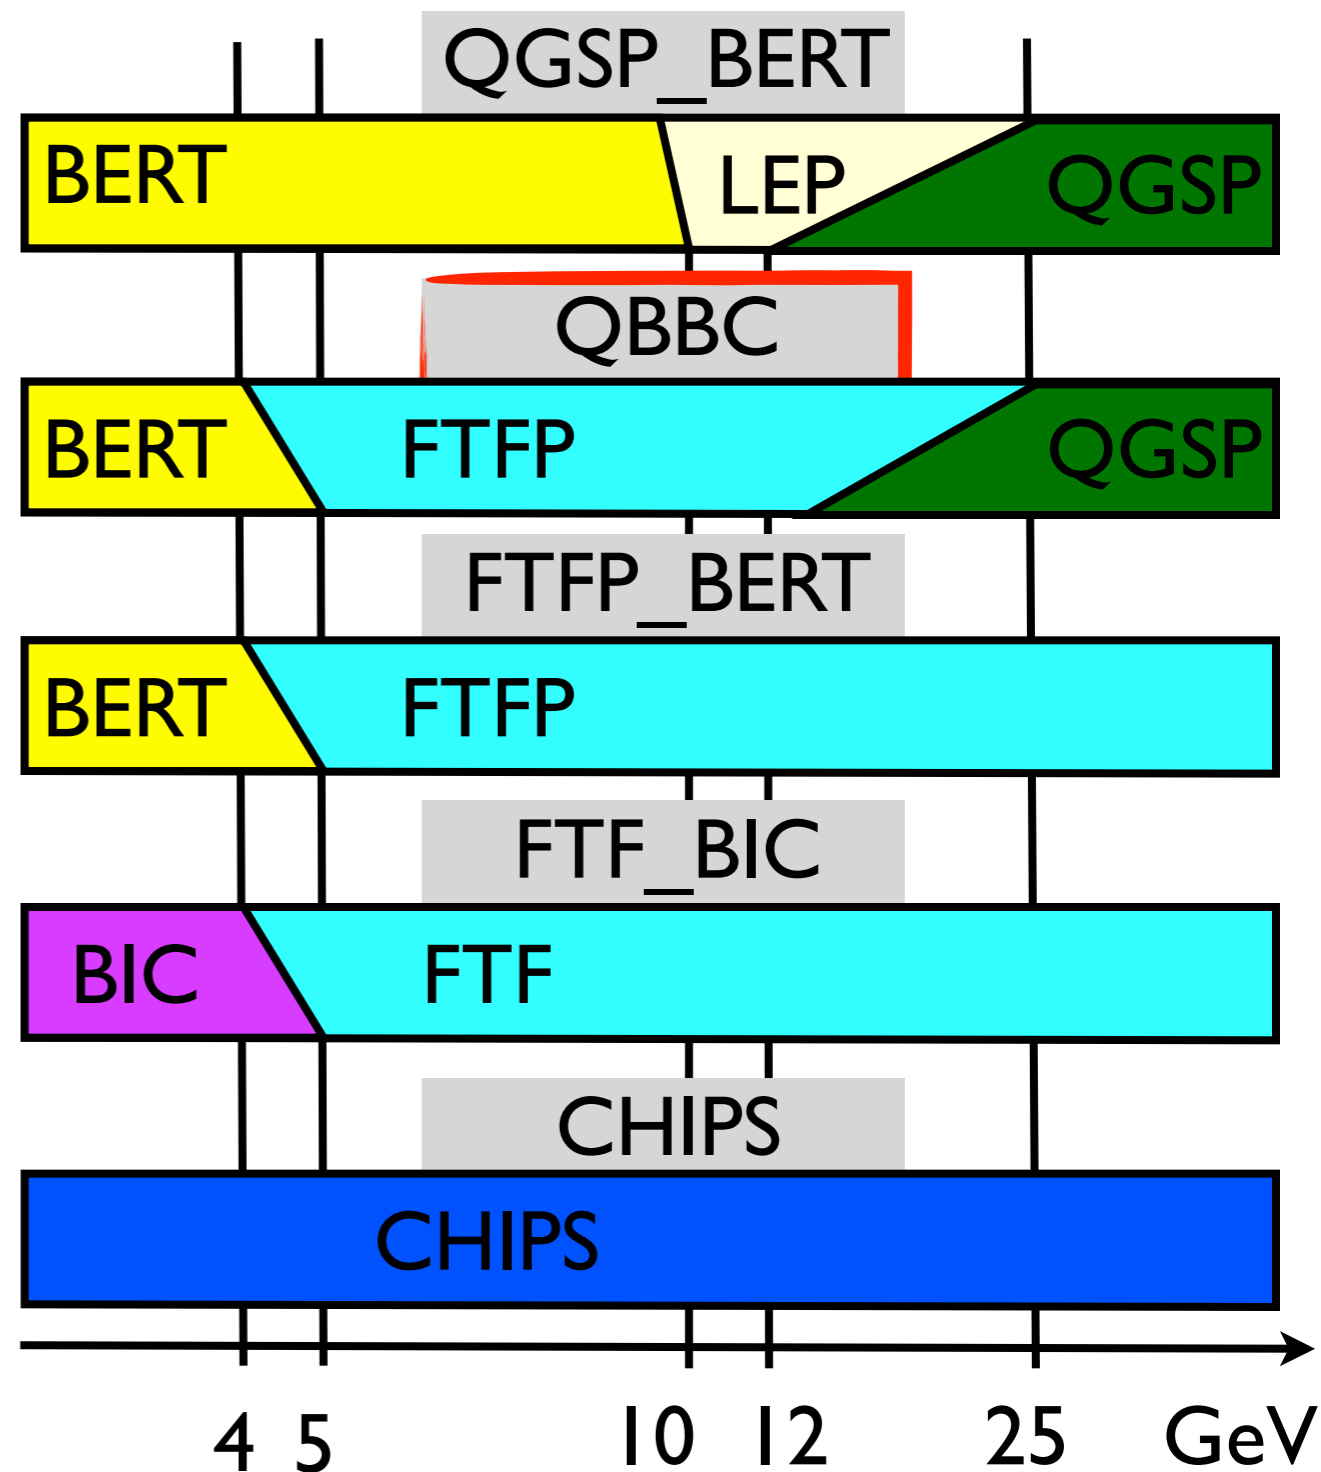 QGSP_BERT
BERT LEP QGSP
QBBC
BERT FTFP QGSP
FTFP_BERT
BERT FTFP
FTF_BIC
BIC FTF
CHIPS
CHIPS
4 5 10 12 25 GeV